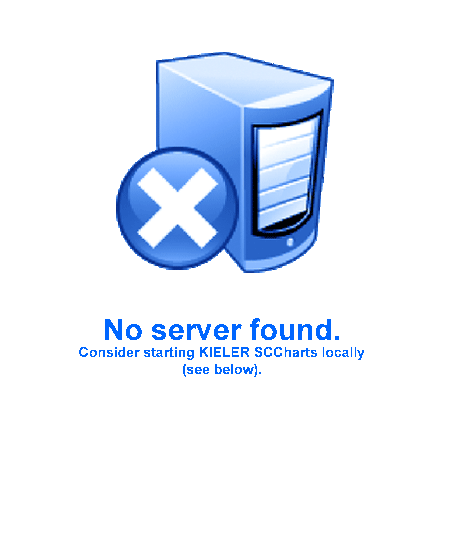 No server found.
Consider starting KIELER SCCharts locally
(see below).